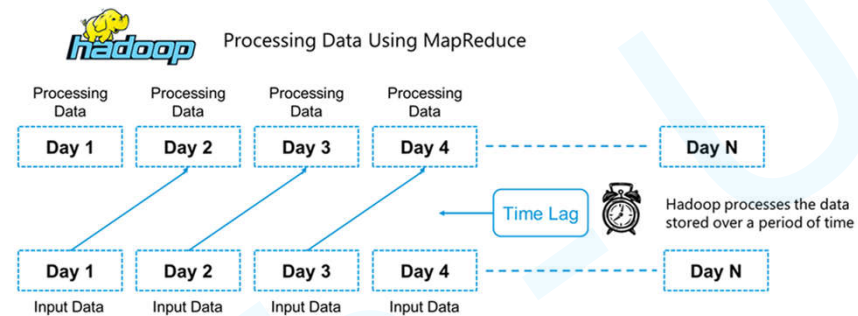 hadoop
Processing Data Using MapReduce
Processing Data
Processing Data
Processing Data
Processing Data
Day 1
Day 2
Day 3
Day 4
Day N
Time Lag
Hadoop processes the data
stored over a period of time
Day 1
Day 2
Day 3
Day 4
Day N
Input Data
Input Data
Input Data
Input Data